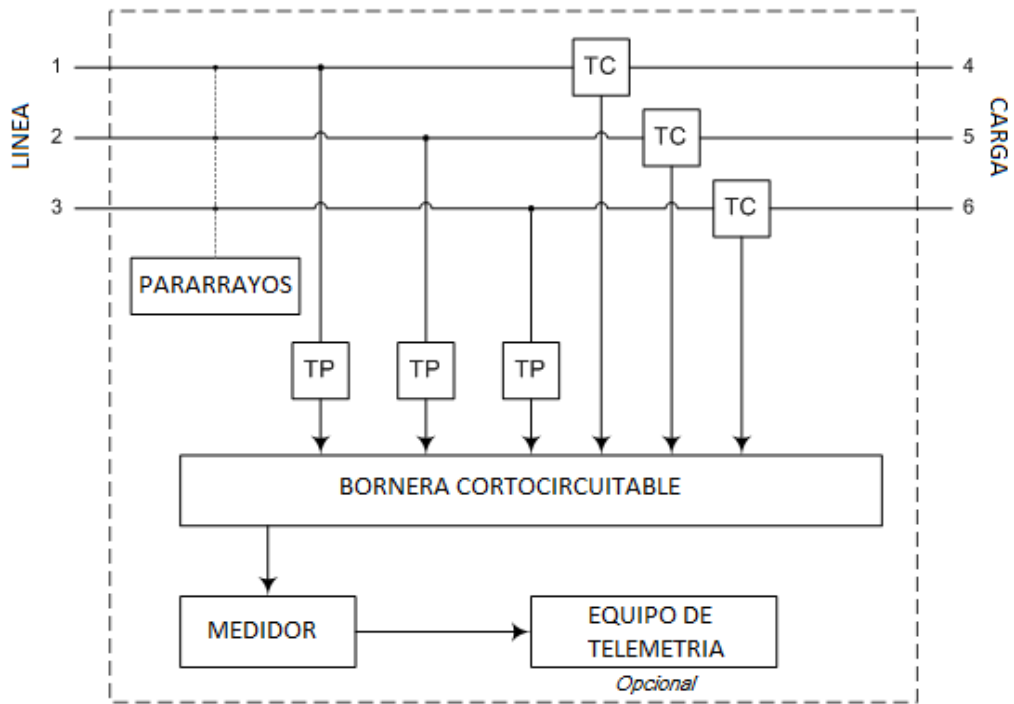 LINEA
1
2
3
TC
TC
TC
4
5
6
CARGA
PARARRAYOS
TP
TP
TP
BORNERA CORTOCIRCUITABLE
MEDIDOR
EQUIPO DE
TELEMETRIA
Opcional